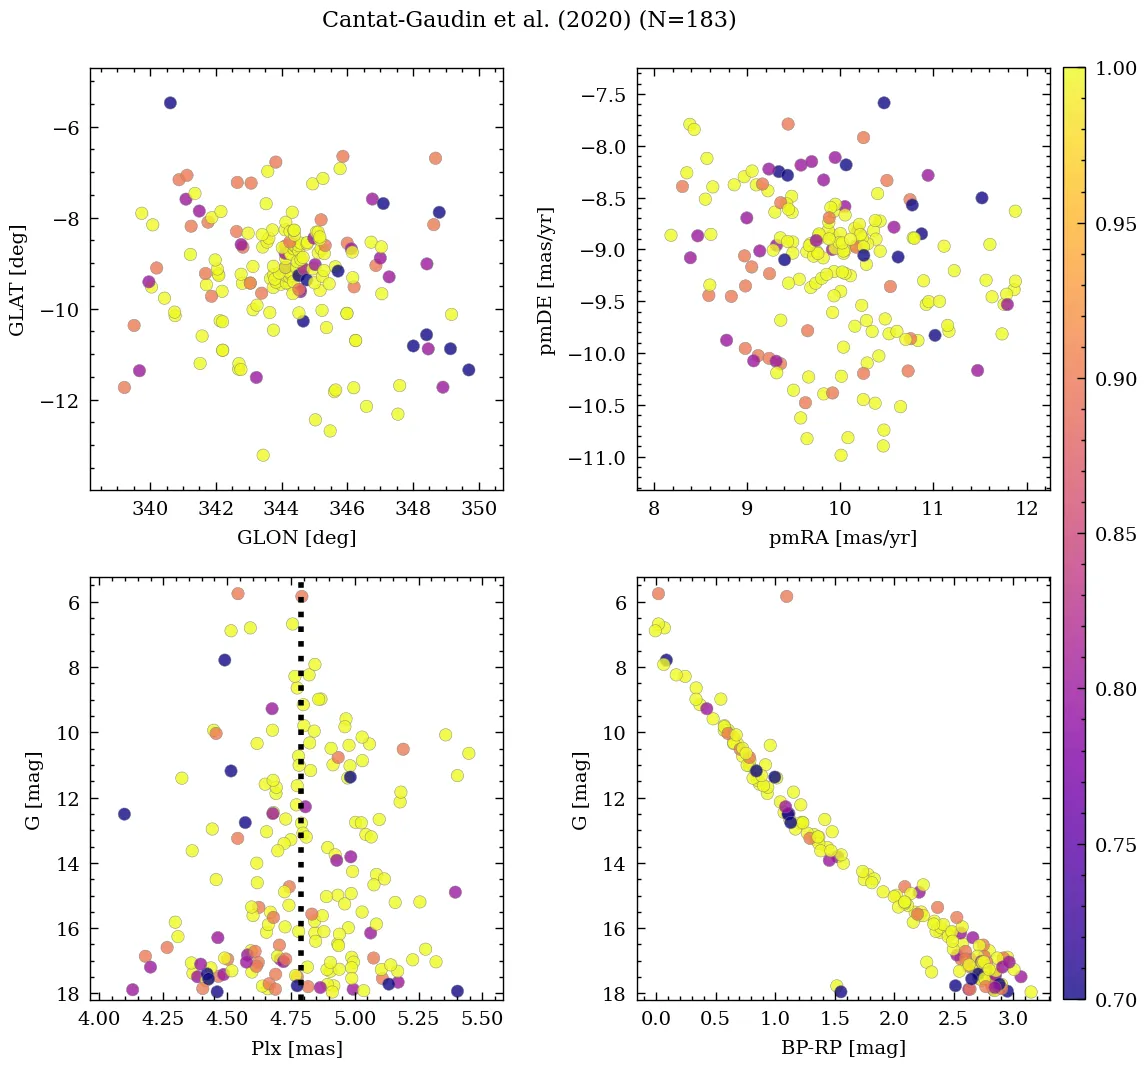 Cantat-Gaudin et al. (2020) (N=183)
−6
−8
−10
−12
GLAT [deg]
340 342 344 346 348 350
GLON [deg]
−7.5
−8.0
−8.5
−9.0
−9.5
−10.0
−10.5
−11.0
pmDE [mas/yr]
8 9 10 11 12
pmRA [mas/yr]
6
8
10
12
14
16
18
G [mag]
4.00 4.25 4.50 4.75 5.00 5.25 5.50
Plx [mas]
6
8
10
12
14
16
18
G [mag]
0.0 0.5 1.0 1.5 2.0 2.5 3.0
BP-RP [mag]
1.00
0.95
0.90
0.85
0.80
0.75
0.70